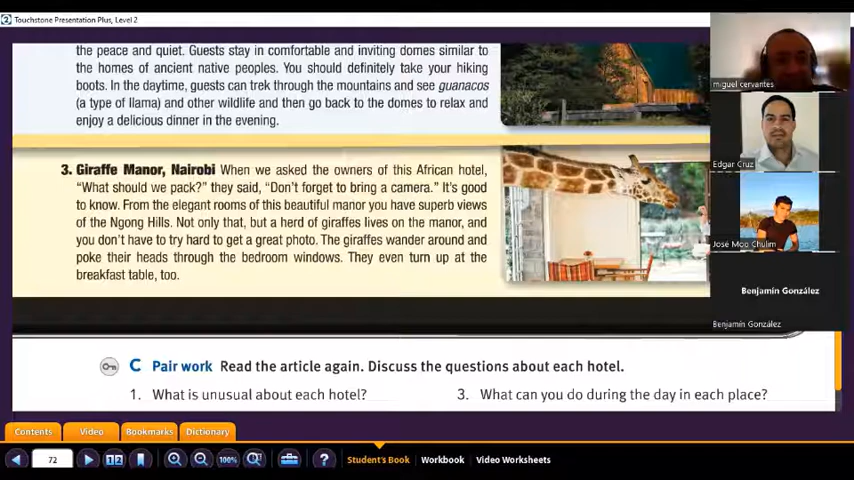 Touchstone Presentation Plus, Level 2
the peace and quiet. Guests stay in comfortable and inviting domes similar to
the homes of ancient native peoples. You should definitely take your hiking
boots. In the daytime, guests can trek through the mountains and see guanacos
(a type of llama) and other wildlife and then go back to the domes to relax and
enjoy a delicious dinner in the evening.
3. Giraffe Manor, Nairobi When we asked the owners of this African hotel,
"What should we pack?" they said, "Don't forget to bring a camera." It's good
to know. From the elegant rooms of this beautiful manor you have superb views
of the Ngong Hills. Not only that, but a herd of giraffes lives on the manor, and
you don't have to try hard to get a great photo. The giraffes wander around and
poke their heads through the bedroom windows. They even turn up at the
breakfast table, too.
C Pair work Read the article again. Discuss the questions about each hotel.
1. What is unusual about each hotel?
3. What can you do during the day in each place?
miguel cervantes
Edgar Cruz
José Moo Chulim
Benjamín González
Benjamín González
Contents Video Bookmarks Dictionary
72 1 2 100% ? Student's Book Workbook Video Worksheets